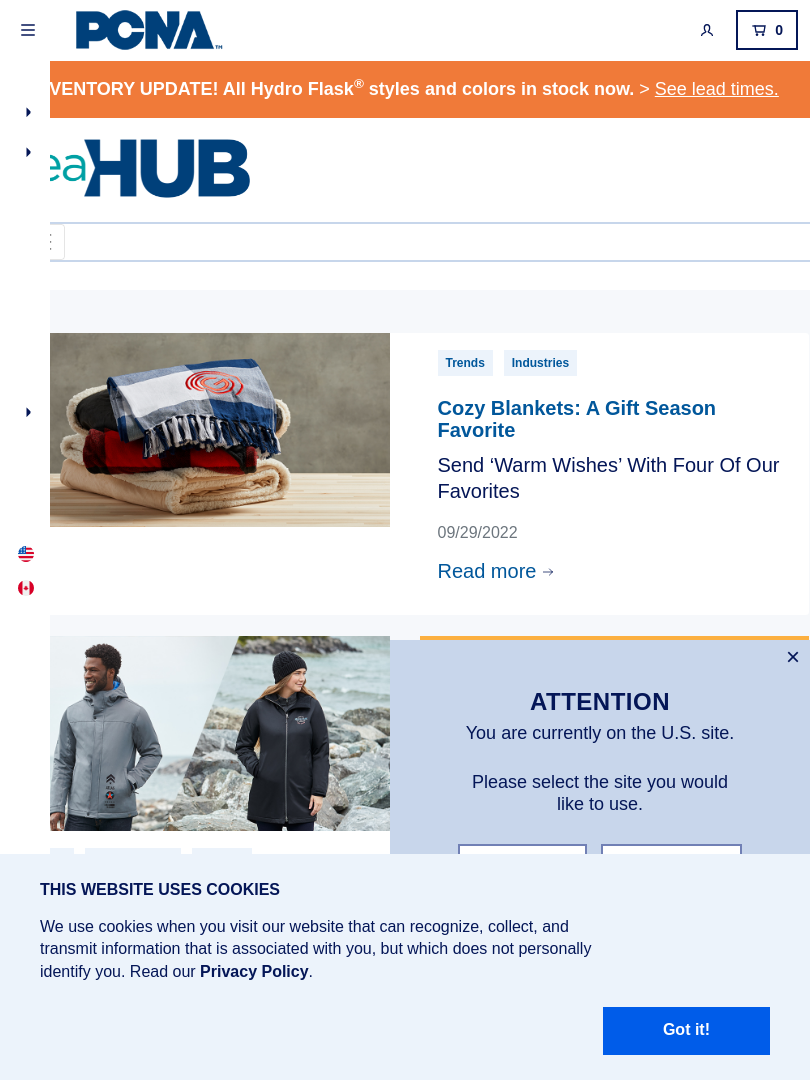 PCNA™
0
VENTORY UPDATE! All Hydro Flask® styles and colors in stock now. > See lead times.
ea HUB
Trends Industries
Cozy Blankets: A Gift Season
Favorite
Send ‘Warm Wishes’ With Four Of Our
Favorites
09/29/2022
Read more →
ATTENTION
You are currently on the U.S. site.
Please select the site you would
like to use.
THIS WEBSITE USES COOKIES
We use cookies when you visit our website that can recognize, collect, and
transmit information that is associated with you, but which does not personally
identify you. Read our Privacy Policy.
Got it!